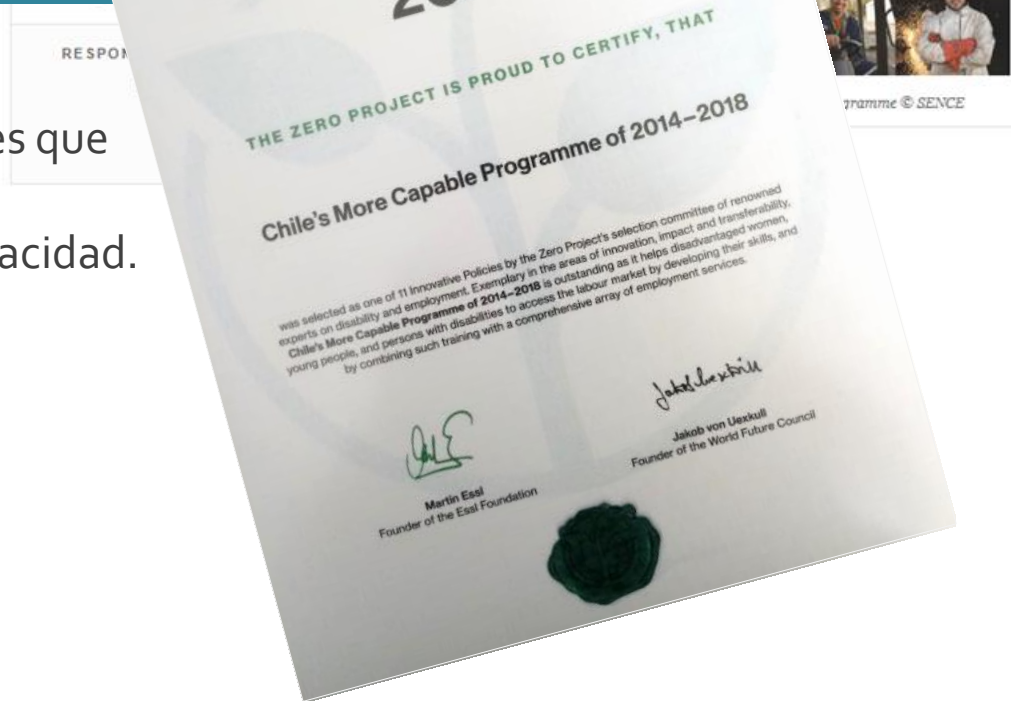 20
RESPON
THE ZERO PROJECT IS PROUD TO CERTIFY, THAT
gramme © SENCE
es que
Chile's More Capable Programme of 2014–2018
acidad.
was selected as one of 11 Innovative Policies by the Zero Project's selection committee of renowned
experts on disability and employment. Exemplary in the areas of innovation, impact and transferability,
Chile's More Capable Programme of 2014–2018 is outstanding as it helps disadvantaged women,
young people, and persons with disabilities to access the labour market by developing their skills, and
by combining such training with a comprehensive array of employment services.
Martin Essl
Founder of the Essl Foundation
Jakob von Uexkull
Founder of the World Future Council